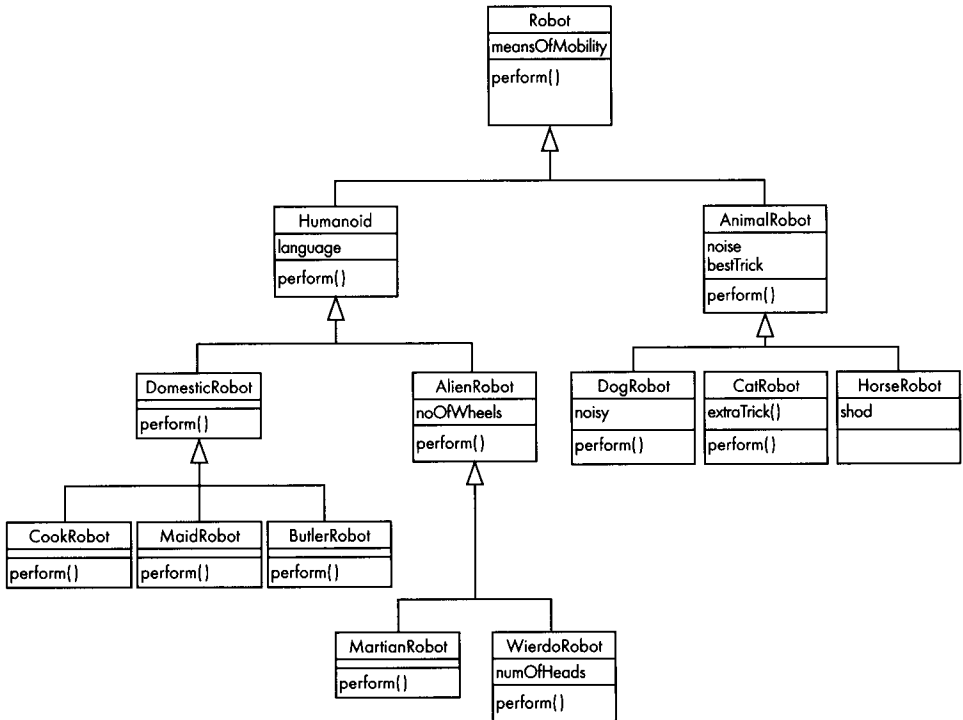 Robot
meansOfMobility
perform()
Humanoid
language
perform()
AnimalRobot
noise
bestTrick
perform()
DomesticRobot
perform()
AlienRobot
noOfWheels
perform()
DogRobot
noisy
perform()
CatRobot
extraTrick()
perform()
HorseRobot
shod
CookRobot
perform()
MaidRobot
perform()
ButlerRobot
perform()
MartianRobot
perform()
WierdoRobot
numOfHeads
perform()